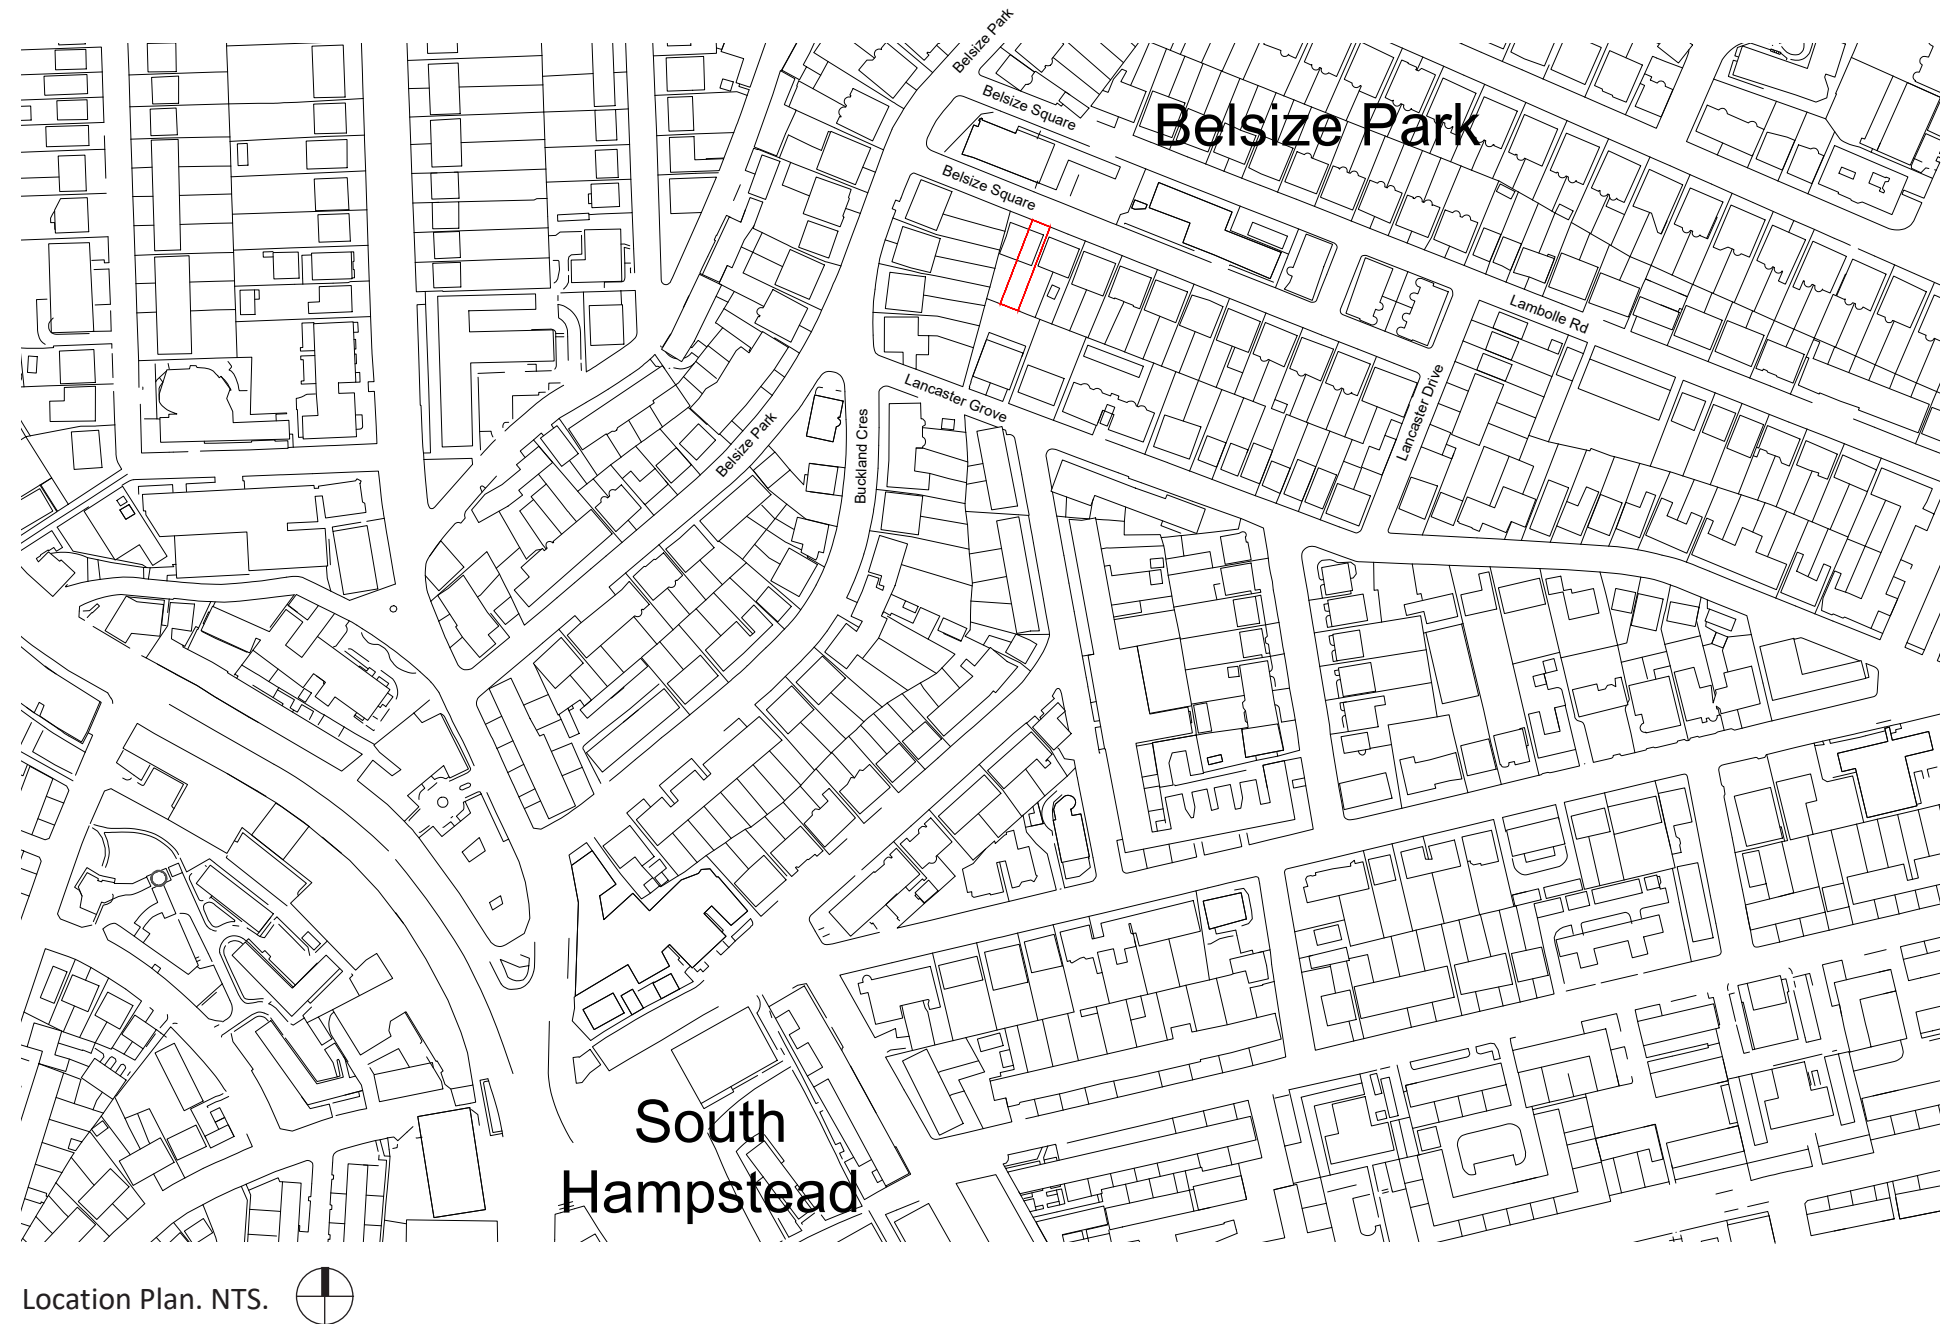 Belsize Park
Belsize Square
Belsize Park
Belsize Square
Lambolle Rd
Lancaster Grove
Lancaster Drive
Buckland Cres
Belsize Park
South
Hampstead
Location Plan. NTS.